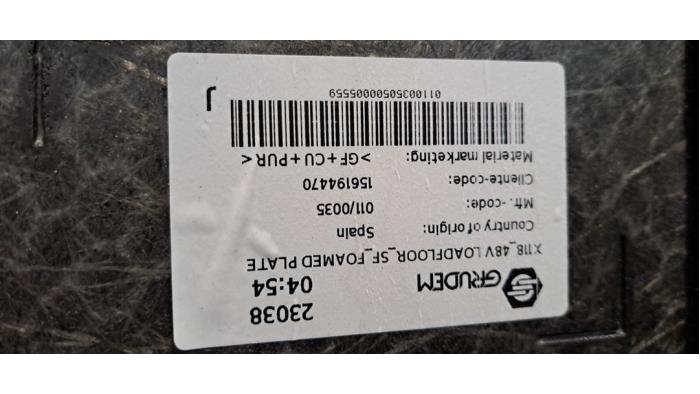 GRUDEM
23038
04:54
X118_48V LOADFLOOR_SF_FOAMED PLATE
Country of origin: Spain
Mfr. -code: 011/0035
Cliente-code: 156194470
Material marketing: >GF+CU+PUR<
011003505000005559
J